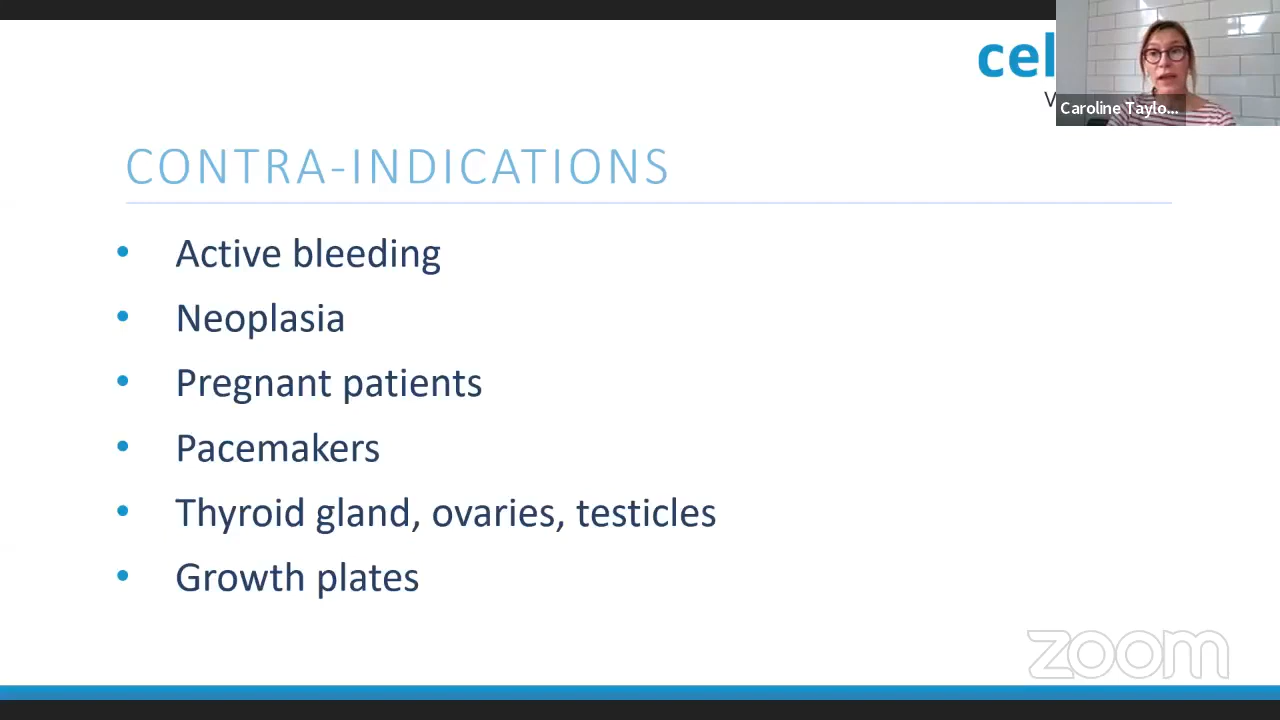 cel
V
Caroline Taylo...
CONTRA-INDICATIONS
• Active bleeding
• Neoplasia
• Pregnant patients
• Pacemakers
• Thyroid gland, ovaries, testicles
• Growth plates
zoom